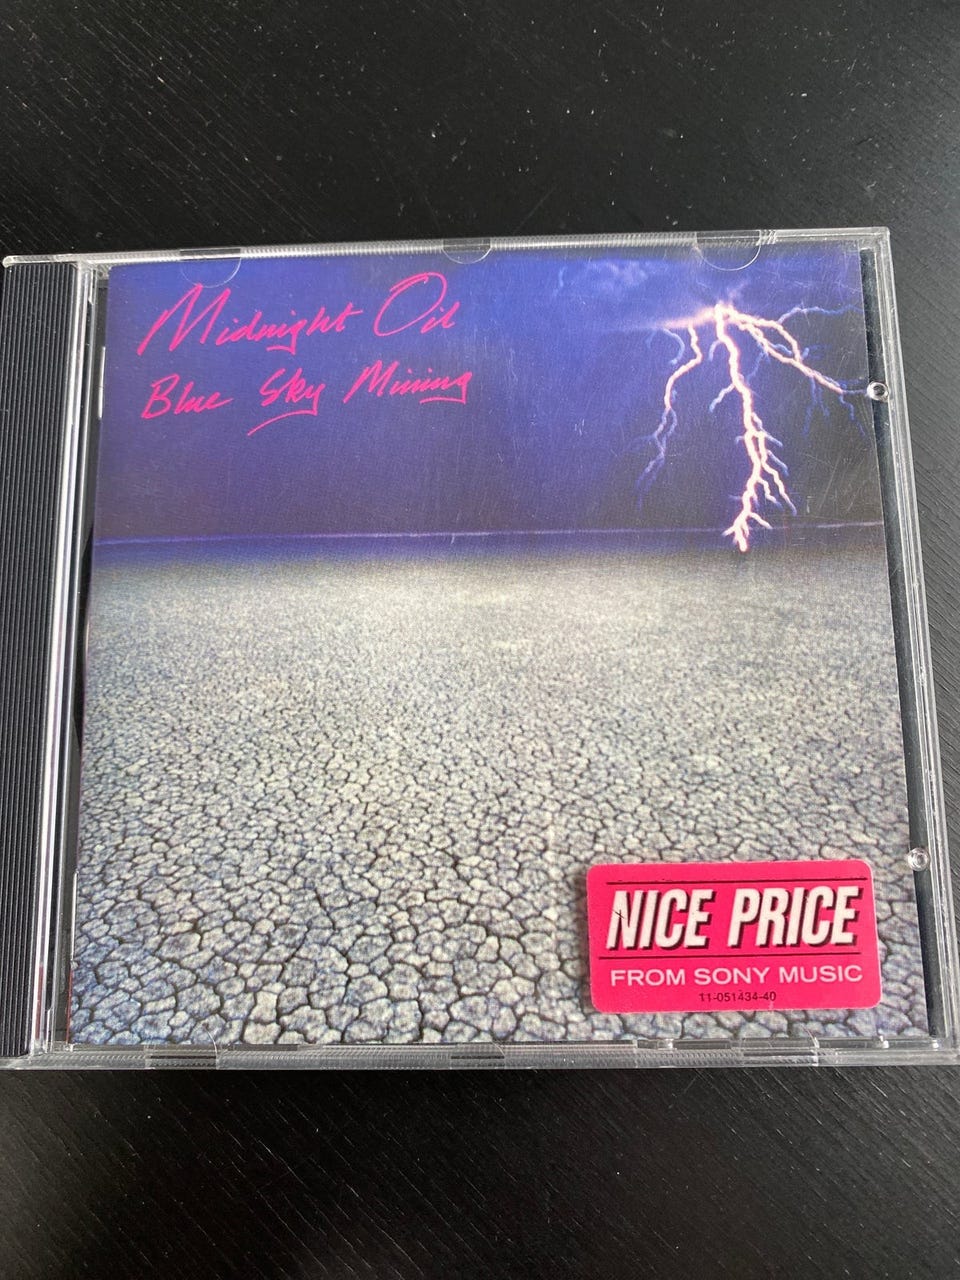 Midnight Oil
Blue Sky Mining
NICE PRICE
FROM SONY MUSIC
11-051434-40